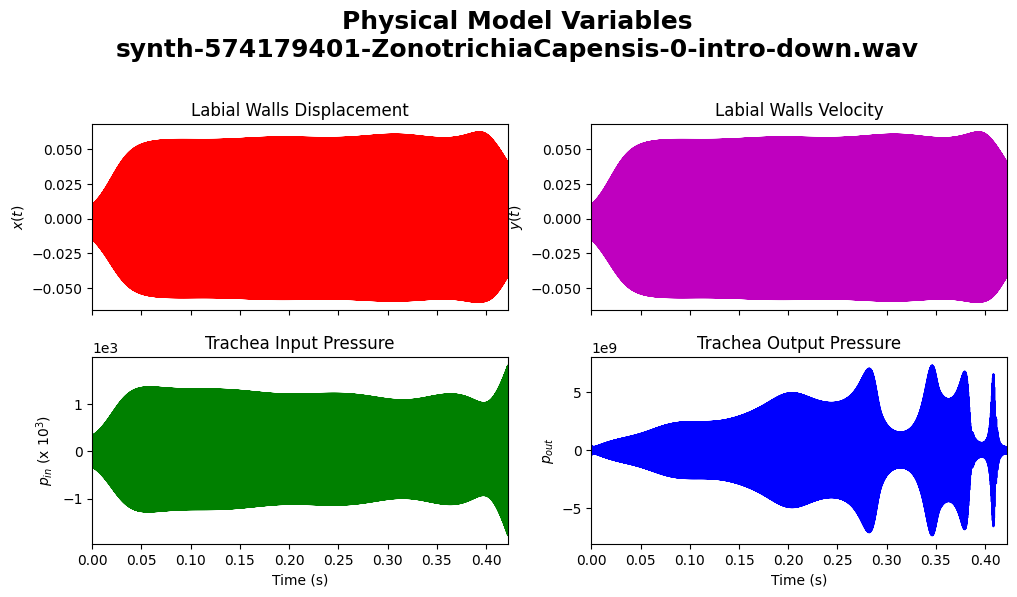 Physical Model Variables
synth-574179401-ZonotrichiaCapensis-0-intro-down.wav
Labial Walls Displacement
x(t)
0.050
0.025
0.000
−0.025
−0.050
Labial Walls Velocity
y(t)
0.050
0.025
0.000
−0.025
−0.050
Trachea Input Pressure
1e3
p_in (x 10^3)
1
0
−1
0.00 0.05 0.10 0.15 0.20 0.25 0.30 0.35 0.40
Time (s)
Trachea Output Pressure
1e9
p_out
5
0
−5
0.00 0.05 0.10 0.15 0.20 0.25 0.30 0.35 0.40
Time (s)